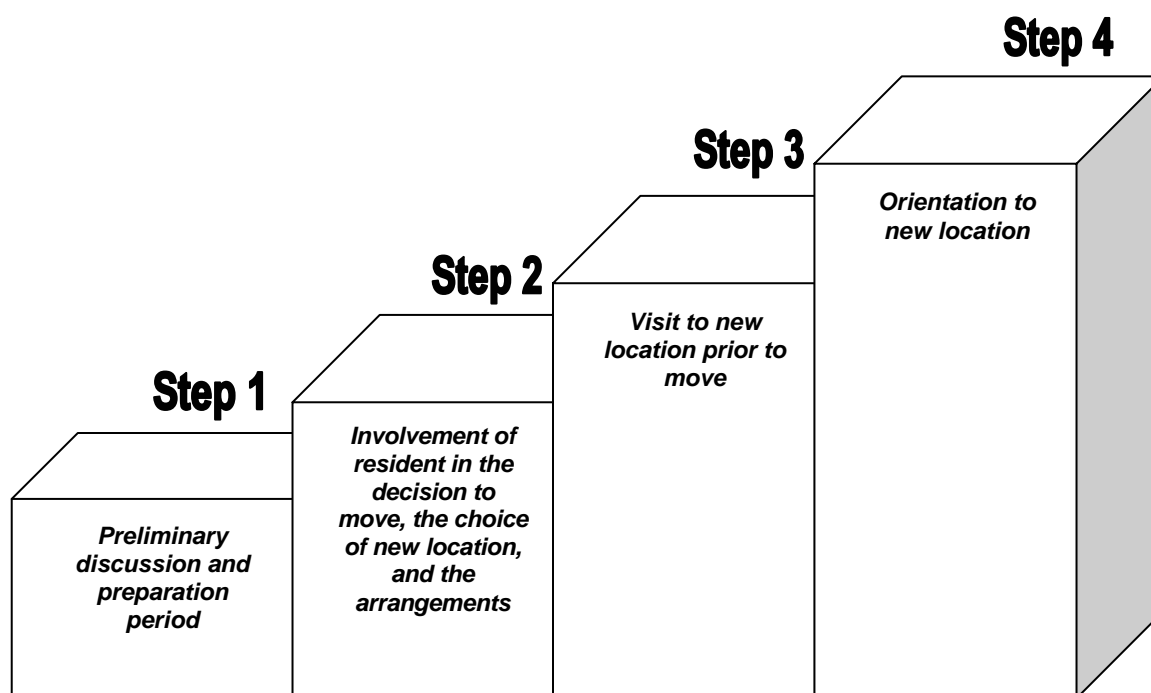 Step 1
Preliminary
discussion and
preparation
period
Step 2
Involvement of
resident in the
decision to
move, the choice
of new location,
and the
arrangements
Step 3
Visit to new
location prior to
move
Step 4
Orientation to
new location